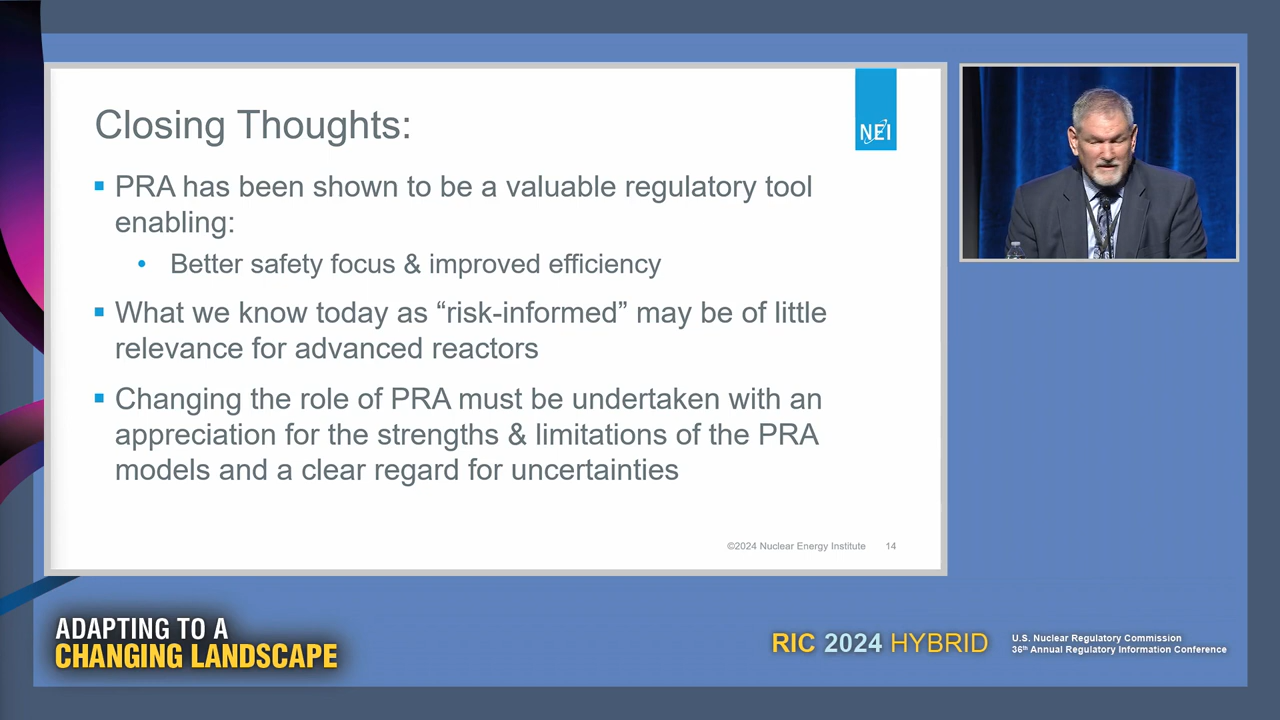 Closing Thoughts:
NEI
▪ PRA has been shown to be a valuable regulatory tool
enabling:
• Better safety focus & improved efficiency
▪ What we know today as “risk-informed” may be of little
relevance for advanced reactors
▪ Changing the role of PRA must be undertaken with an
appreciation for the strengths & limitations of the PRA
models and a clear regard for uncertainties
©2024 Nuclear Energy Institute 14
ADAPTING TO A
CHANGING LANDSCAPE
RIC 2024 HYBRID
U.S. Nuclear Regulatory Commission
36th Annual Regulatory Information Conference